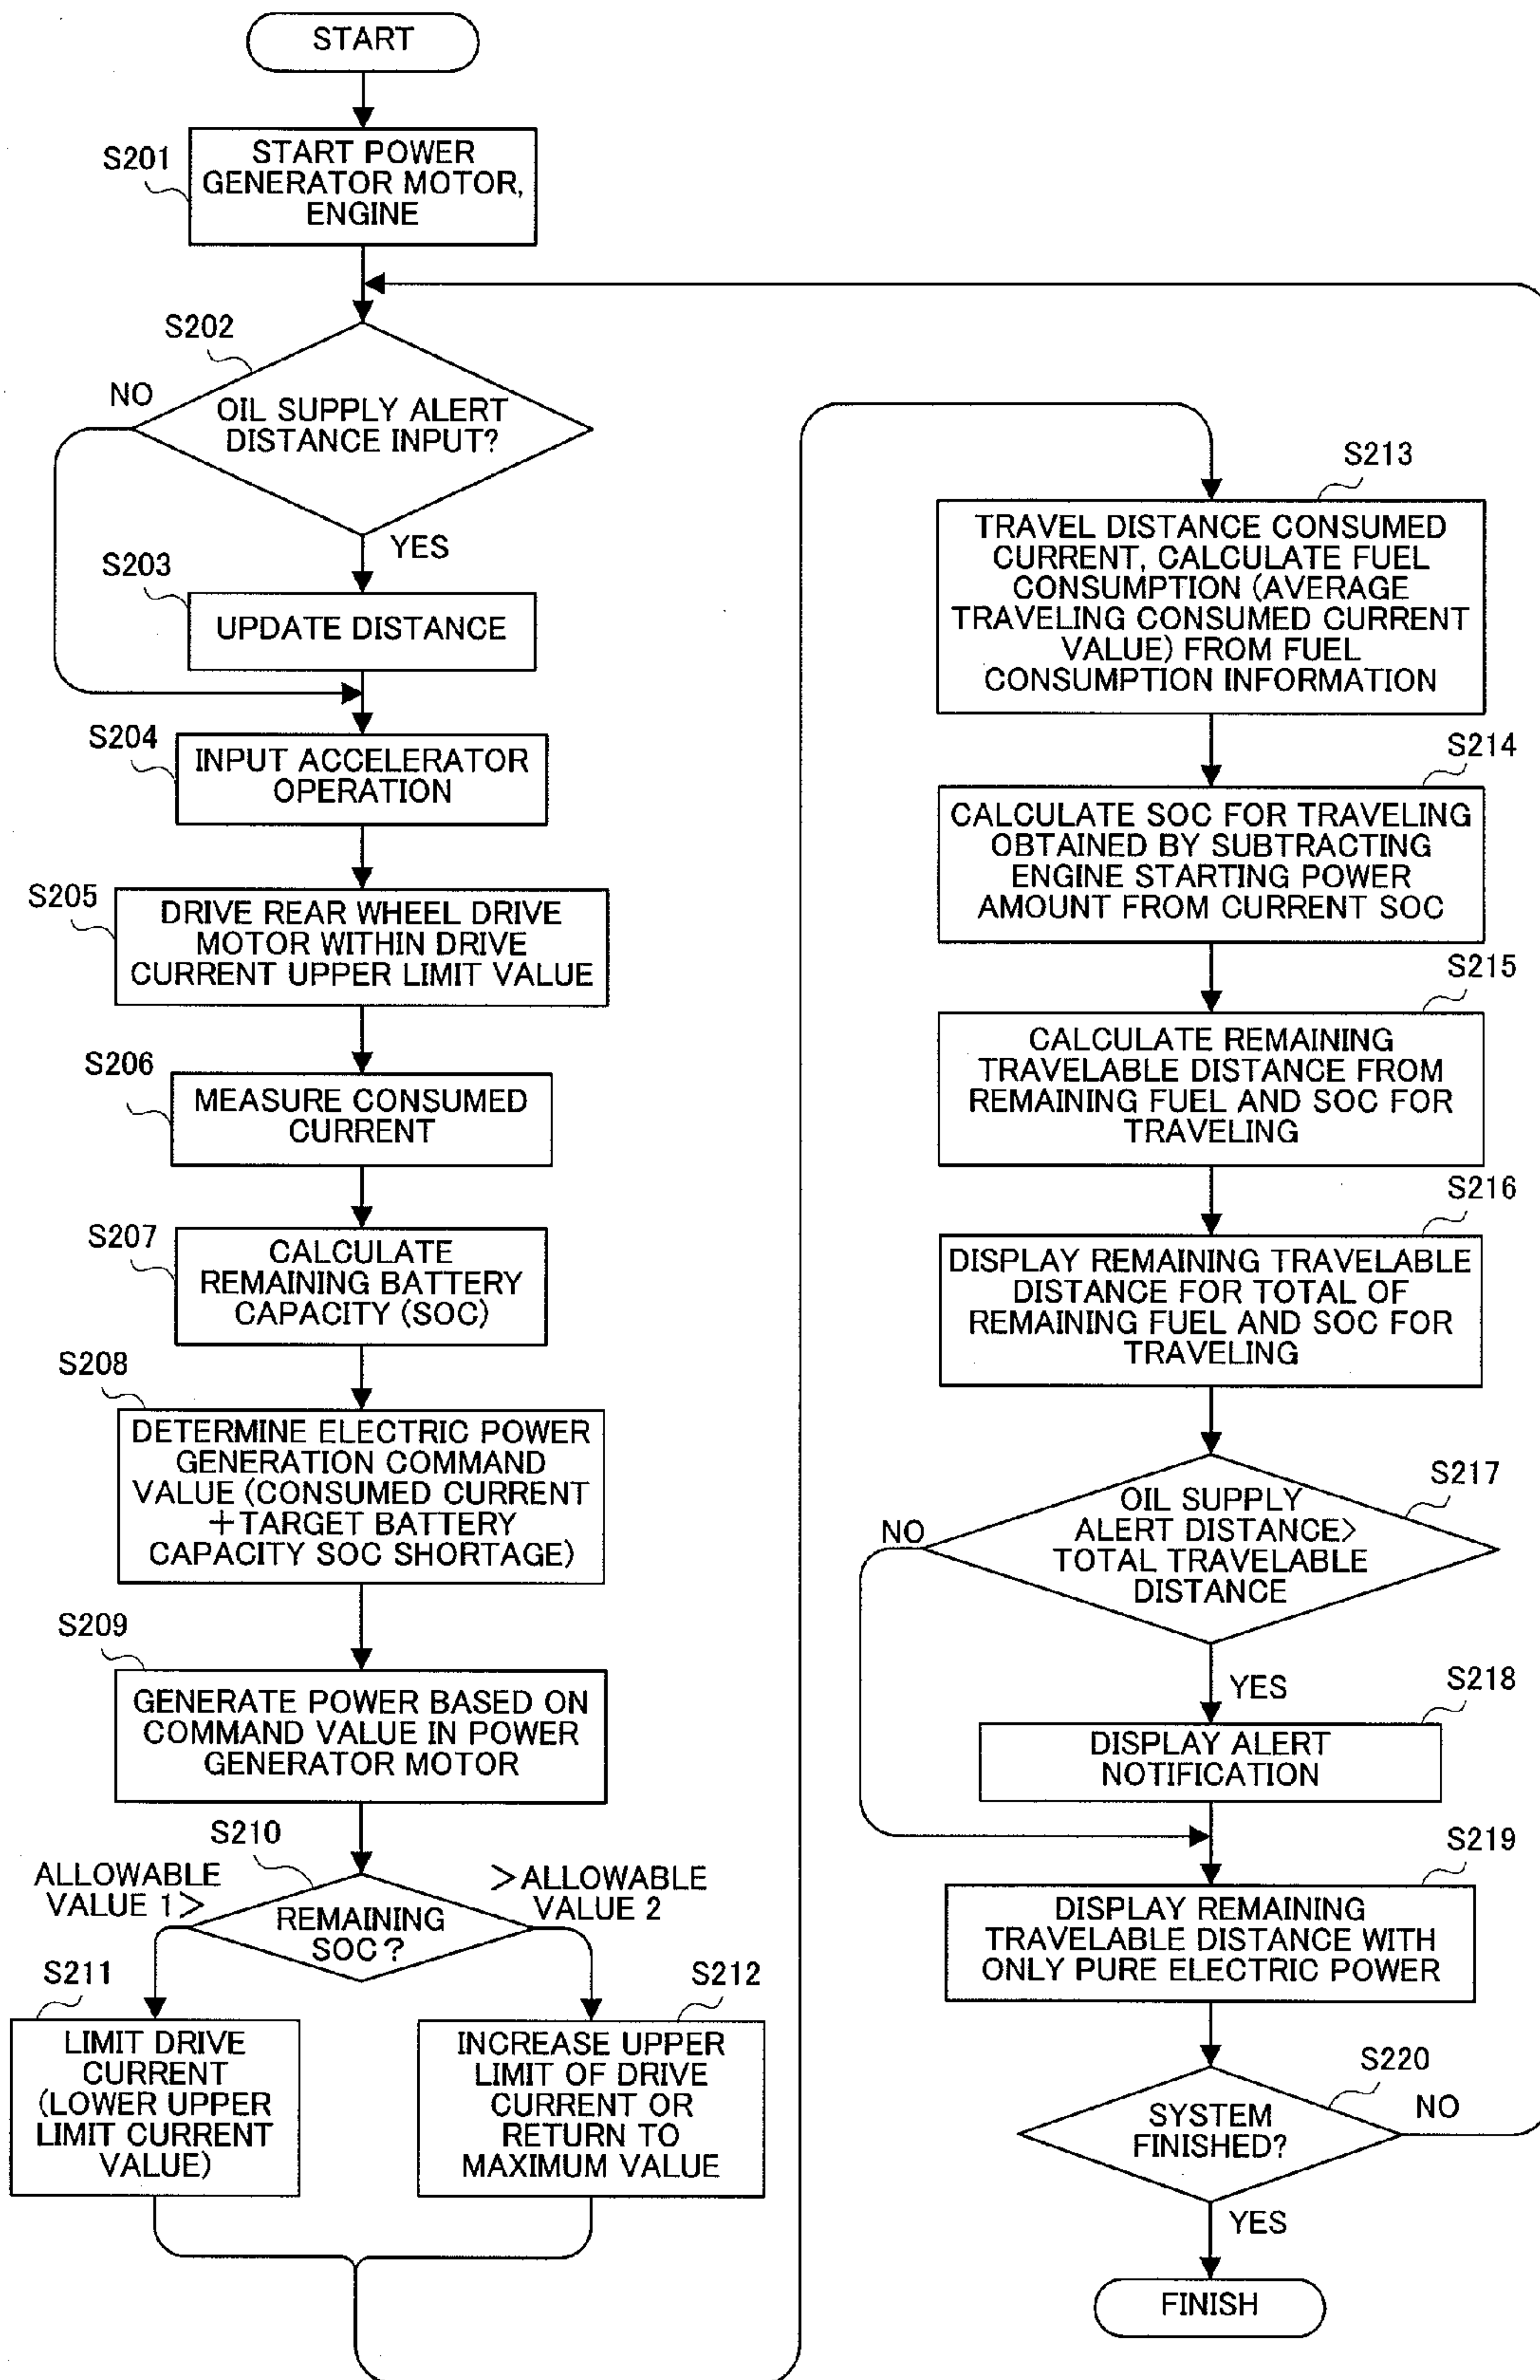 START
S201
START POWER
GENERATOR MOTOR,
ENGINE
S202
NO
OIL SUPPLY ALERT
DISTANCE INPUT?
YES
S203
UPDATE DISTANCE
S204
INPUT ACCELERATOR
OPERATION
S205
DRIVE REAR WHEEL DRIVE
MOTOR WITHIN DRIVE
CURRENT UPPER LIMIT VALUE
S206
MEASURE CONSUMED
CURRENT
S207
CALCULATE
REMAINING BATTERY
CAPACITY (SOC)
S208
DETERMINE ELECTRIC POWER
GENERATION COMMAND
VALUE (CONSUMED CURRENT
+TARGET BATTERY
CAPACITY SOC SHORTAGE)
S209
GENERATE POWER BASED ON
COMMAND VALUE IN POWER
GENERATOR MOTOR
S210
ALLOWABLE
VALUE 1>
>ALLOWABLE
VALUE 2
REMAINING
SOC?
S211
LIMIT DRIVE
CURRENT
(LOWER UPPER
LIMIT CURRENT
VALUE)
S212
INCREASE UPPER
LIMIT OF DRIVE
CURRENT OR
RETURN TO
MAXIMUM VALUE
S213
TRAVEL DISTANCE CONSUMED
CURRENT, CALCULATE FUEL
CONSUMPTION (AVERAGE
TRAVELING CONSUMED CURRENT
VALUE) FROM FUEL
CONSUMPTION INFORMATION
S214
CALCULATE SOC FOR TRAVELING
OBTAINED BY SUBTRACTING
ENGINE STARTING POWER
AMOUNT FROM CURRENT SOC
S215
CALCULATE REMAINING
TRAVELABLE DISTANCE FROM
REMAINING FUEL AND SOC FOR
TRAVELING
S216
DISPLAY REMAINING TRAVELABLE
DISTANCE FOR TOTAL OF
REMAINING FUEL AND SOC FOR
TRAVELING
S217
NO
OIL SUPPLY
ALERT DISTANCE>
TOTAL TRAVELABLE
DISTANCE
YES
S218
DISPLAY ALERT
NOTIFICATION
S219
DISPLAY REMAINING
TRAVELABLE DISTANCE WITH
ONLY PURE ELECTRIC POWER
S220
NO
SYSTEM
FINISHED?
YES
FINISH